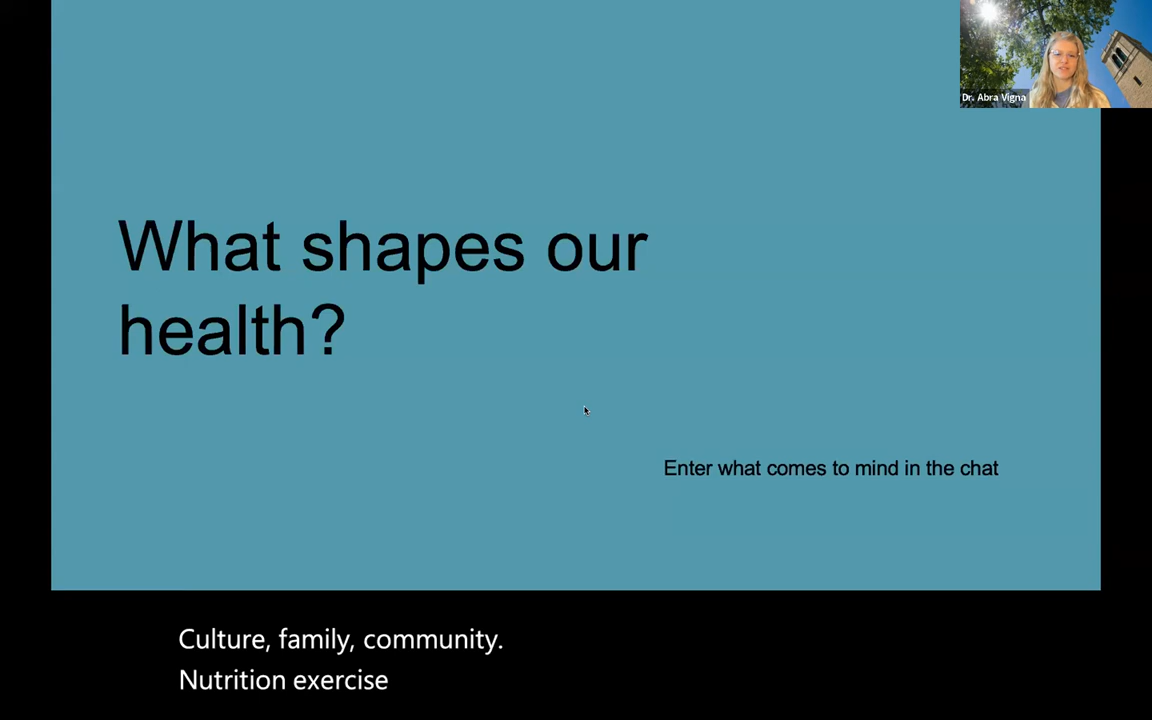 Dr. Abra Vigna
What shapes our
health?
Enter what comes to mind in the chat
Culture, family, community.
Nutrition exercise